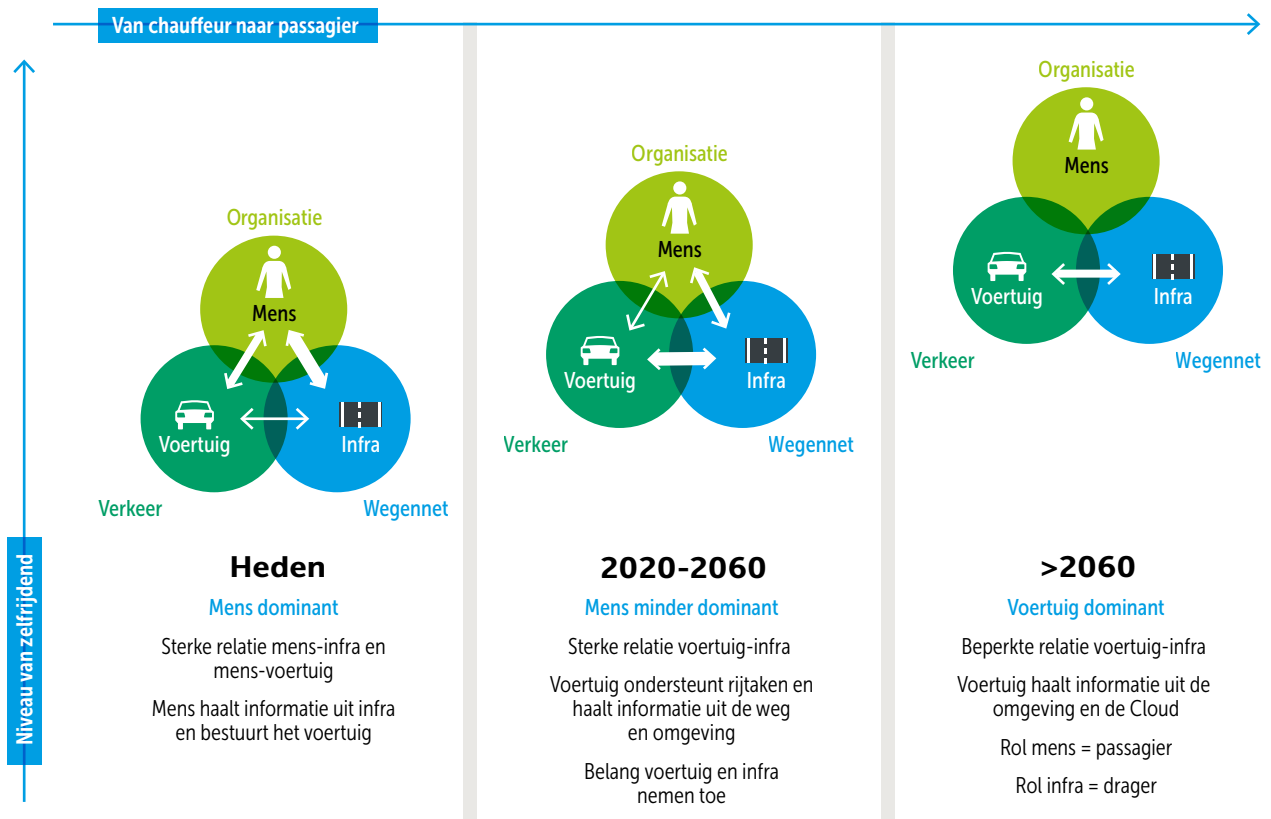 Van chauffeur naar passagier
Niveau van zelfrijdend
Organisatie
Mens
Voertuig
Infra
Verkeer
Wegennet
Heden
Mens dominant
Sterke relatie mens-infra en
mens-voertuig
Mens haalt informatie uit infra
en bestuurt het voertuig
Organisatie
Mens
Voertuig
Infra
Verkeer
Wegennet
2020-2060
Mens minder dominant
Sterke relatie voertuig-infra
Voertuig ondersteunt rijtaken en
haalt informatie uit de weg
en omgeving
Belang voertuig en infra
nemen toe
Organisatie
Mens
Voertuig
Infra
Verkeer
Wegennet
>2060
Voertuig dominant
Beperkte relatie voertuig-infra
Voertuig haalt informatie uit de
omgeving en de Cloud
Rol mens = passagier
Rol infra = drager